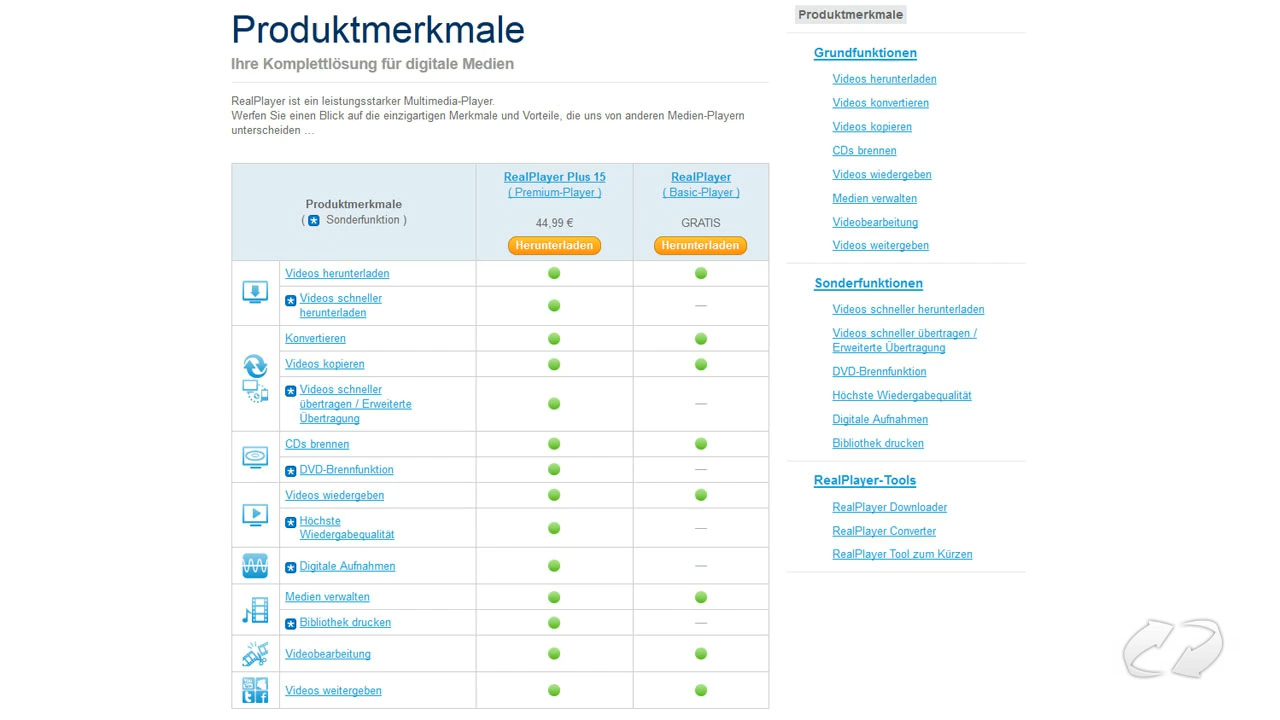 Produktmerkmale
Ihre Komplettlösung für digitale Medien
RealPlayer ist ein leistungsstarker Multimedia-Player.
Werfen Sie einen Blick auf die einzigartigen Merkmale und Vorteile, die uns von anderen Medien-Playern
unterscheiden ...
Produktmerkmale
( Sonderfunktion )
RealPlayer Plus 15
( Premium-Player )
44,99 €
Herunterladen
RealPlayer
( Basic-Player )
GRATIS
Herunterladen
Videos herunterladen
Videos schneller
herunterladen
—
Konvertieren
Videos kopieren
Videos schneller
übertragen / Erweiterte
Übertragung
—
CDs brennen
DVD-Brennfunktion
—
Videos wiedergeben
Höchste
Wiedergabequalität
—
Digitale Aufnahmen
—
Medien verwalten
Bibliothek drucken
—
Videobearbeitung
Videos weitergeben
Produktmerkmale
Grundfunktionen
Videos herunterladen
Videos konvertieren
Videos kopieren
CDs brennen
Videos wiedergeben
Medien verwalten
Videobearbeitung
Videos weitergeben
Sonderfunktionen
Videos schneller herunterladen
Videos schneller übertragen /
Erweiterte Übertragung
DVD-Brennfunktion
Höchste Wiedergabequalität
Digitale Aufnahmen
Bibliothek drucken
RealPlayer-Tools
RealPlayer Downloader
RealPlayer Converter
RealPlayer Tool zum Kürzen